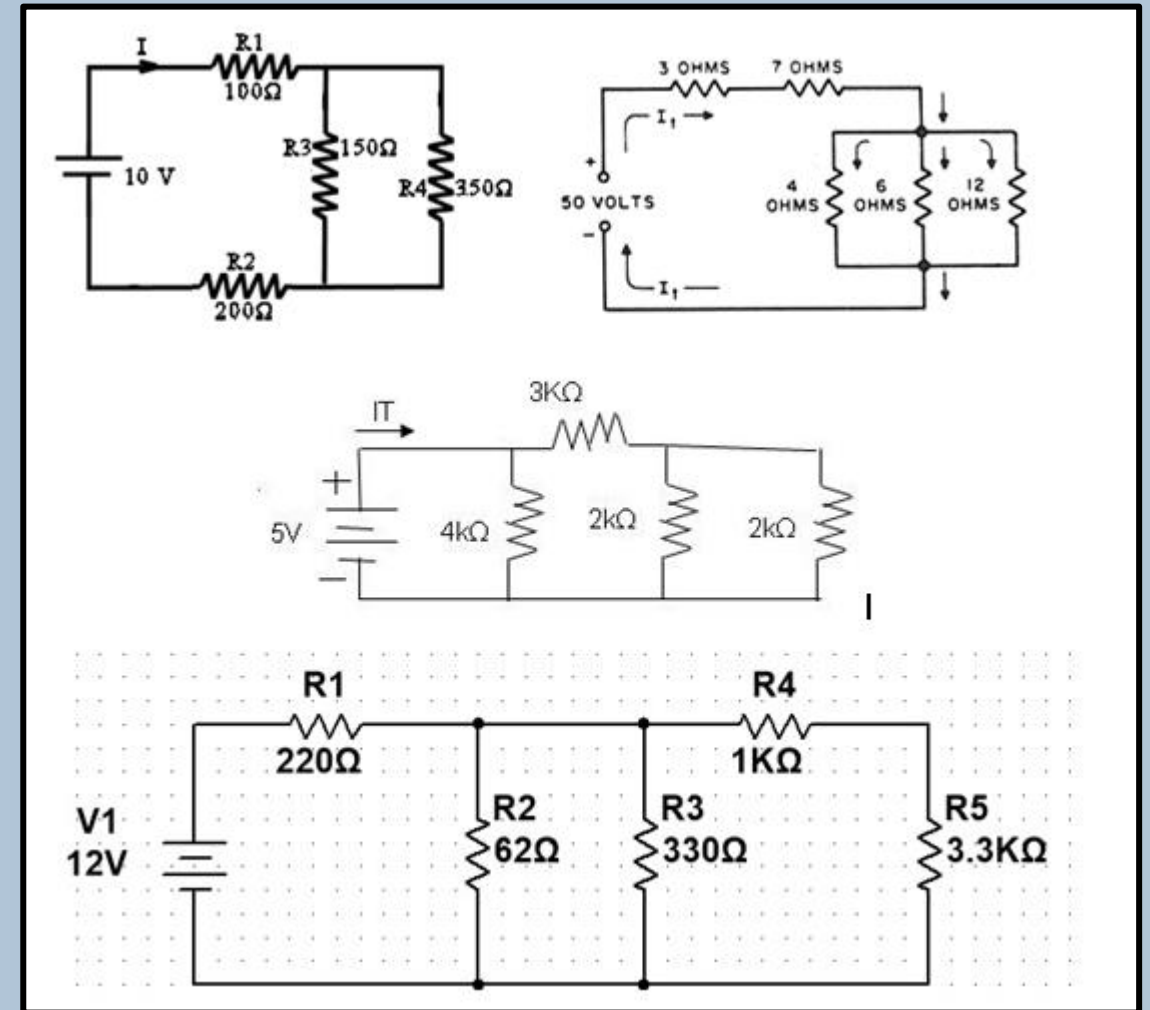 I
R1
100Ω
R3 150Ω
R4 350Ω
10 V
R2
200Ω
3 OHMS 7 OHMS
I₁
+
50 VOLTS
-
4 OHMS
6 OHMS
12 OHMS
I₁
3KΩ
IT
+
5V
-
4kΩ
2kΩ
2kΩ
R1
220Ω
R4
1KΩ
V1
12V
R2
62Ω
R3
330Ω
R5
3.3KΩ